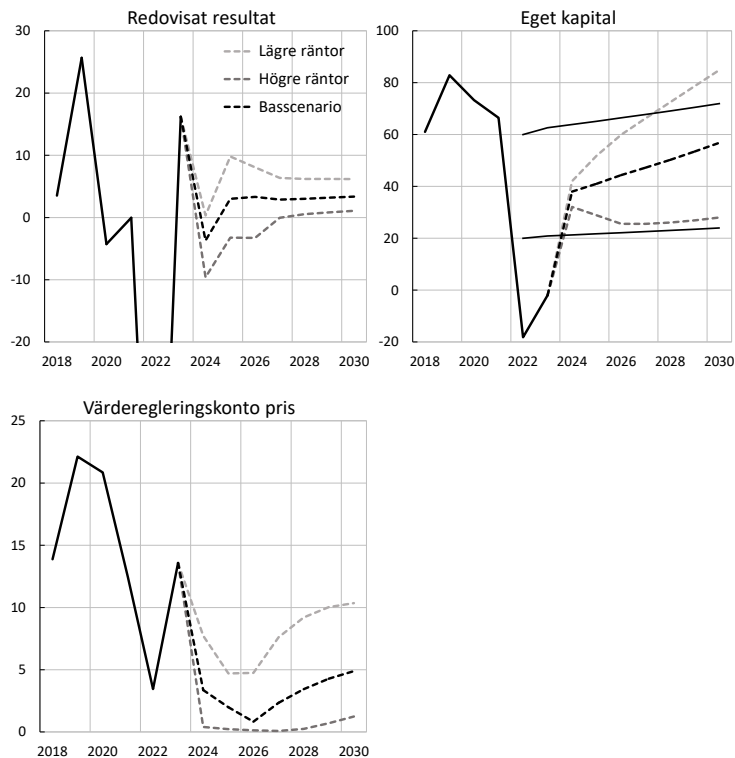 Redovisat resultat
30
20
10
0
-10
-20
2018 2020 2022 2024 2026 2028 2030
Lägre räntor
Högre räntor
Basscenario
Eget kapital
100
80
60
40
20
0
-20
2018 2020 2022 2024 2026 2028 2030
Värderegleringskonto pris
25
20
15
10
5
0
2018 2020 2022 2024 2026 2028 2030